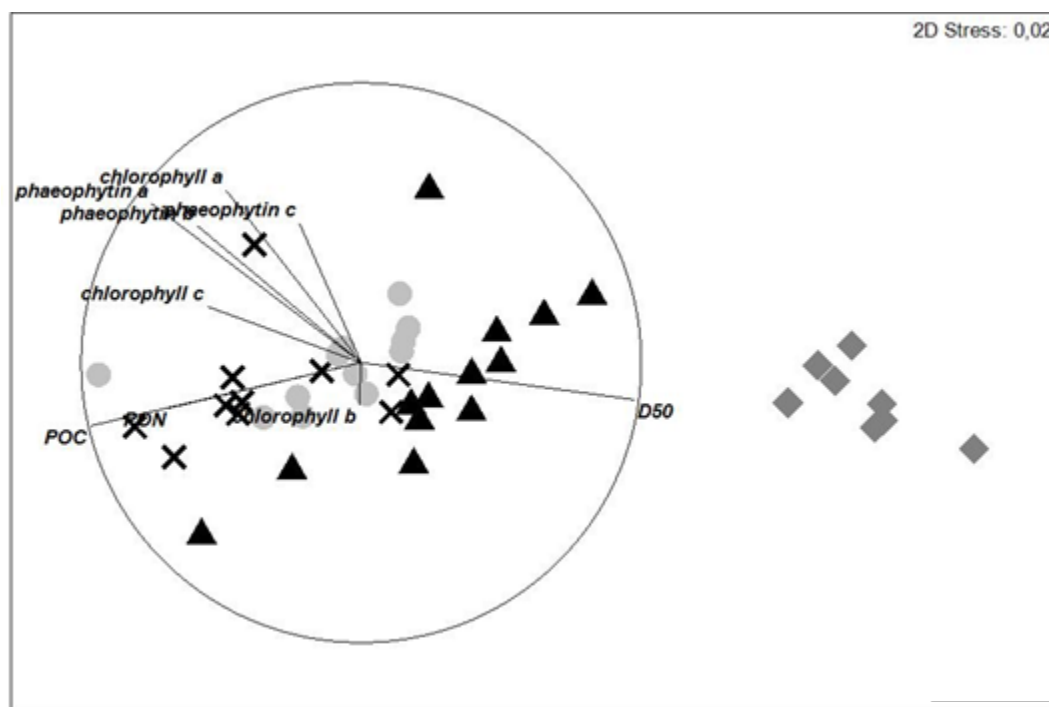 2D Stress: 0,02
chlorophyll a
phaeophytin a
phaeophytin b
phaeophytin c
chlorophyll c
PON
chlorophyll b
POC
D50